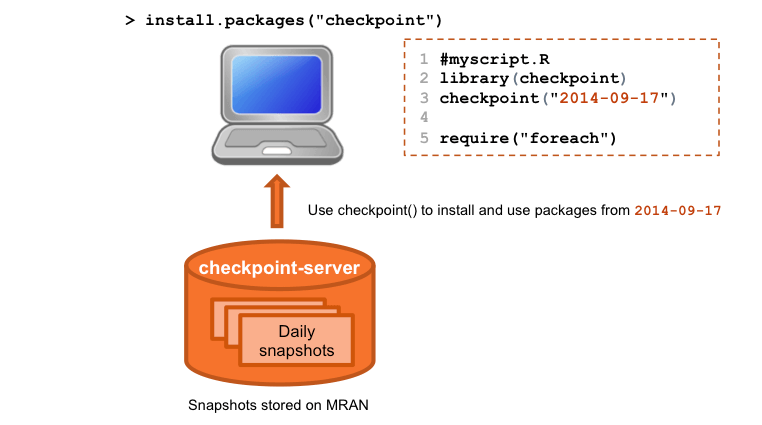 > install.packages("checkpoint")
1 #myscript.R
2 library(checkpoint)
3 checkpoint("2014-09-17")
4
5 require("foreach")
Use checkpoint() to install and use packages from 2014-09-17
checkpoint-server
Daily
snapshots
Snapshots stored on MRAN